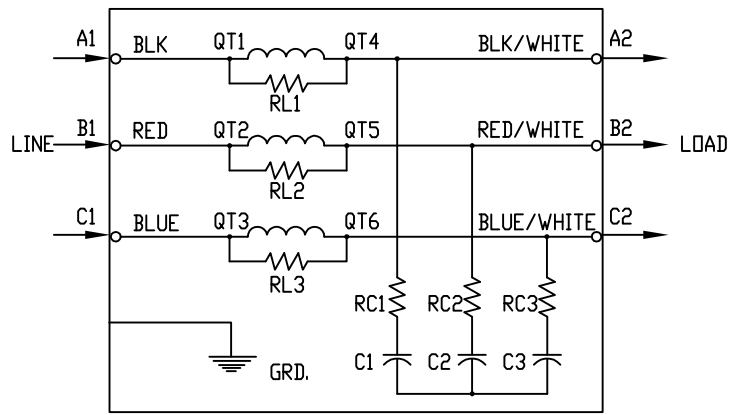 A1 BLK QT1 QT4 BLK/WHITE A2
RL1
B1 RED QT2 QT5 RED/WHITE B2
LINE LOAD
RL2
C1 BLUE QT3 QT6 BLUE/WHITE C2
RL3
RC1 RC2 RC3
C1 C2 C3
GRD.